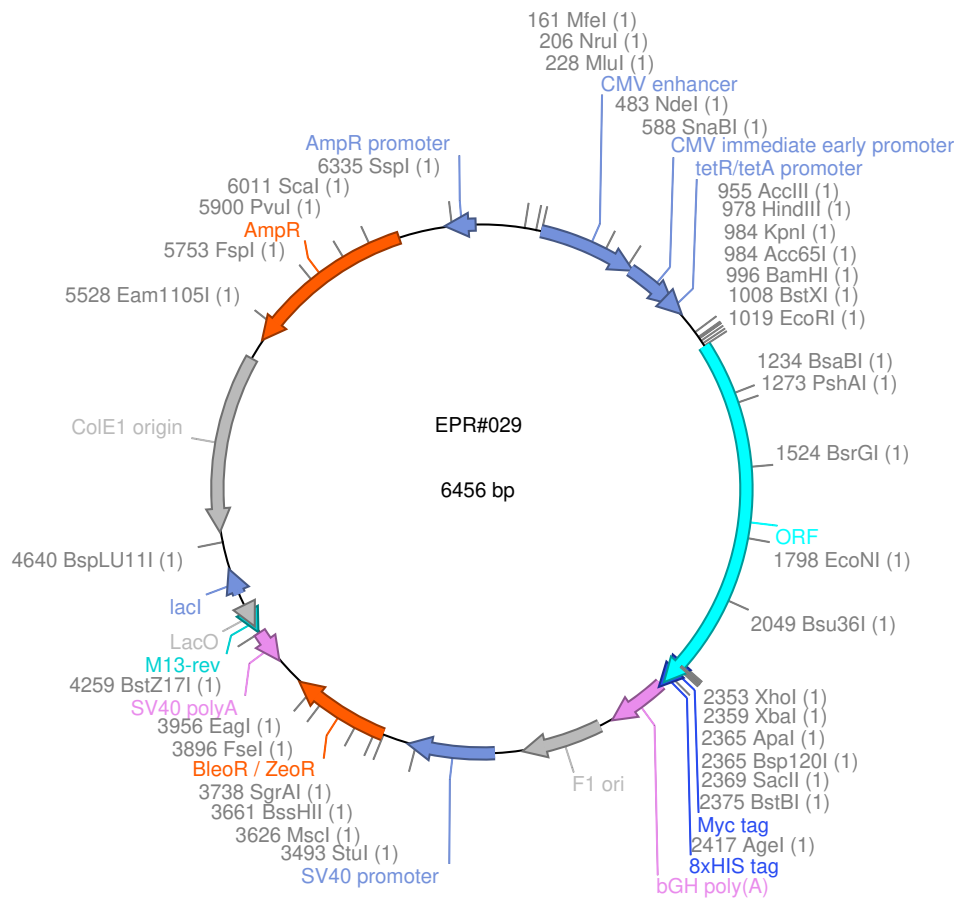 161 MfeI (1)
206 NruI (1)
228 MluI (1)
CMV enhancer
483 NdeI (1)
588 SnaBI (1)
CMV immediate early promoter
tetR/tetA promoter
955 AccIII (1)
978 HindIII (1)
984 KpnI (1)
984 Acc65I (1)
996 BamHI (1)
1008 BstXI (1)
1019 EcoRI (1)
1234 BsaBI (1)
1273 PshAI (1)
1524 BsrGI (1)
ORF
1798 EcoNI (1)
2049 Bsu36I (1)
2353 XhoI (1)
2359 XbaI (1)
2365 ApaI (1)
2365 Bsp120I (1)
2369 SacII (1)
2375 BstBI (1)
Myc tag
2417 AgeI (1)
8xHIS tag
bGH poly(A)
F1 ori
SV40 promoter
3493 StuI (1)
3626 MscI (1)
3661 BssHII (1)
3738 SgrAI (1)
BleoR / ZeoR
3896 FseI (1)
3956 EagI (1)
SV40 polyA
4259 BstZ17I (1)
M13-rev
LacO
lacI
4640 BspLU11I (1)
ColE1 origin
5528 Eam1105I (1)
5753 FspI (1)
AmpR
5900 PvuI (1)
6011 ScaI (1)
6335 SspI (1)
AmpR promoter
EPR#029
6456 bp